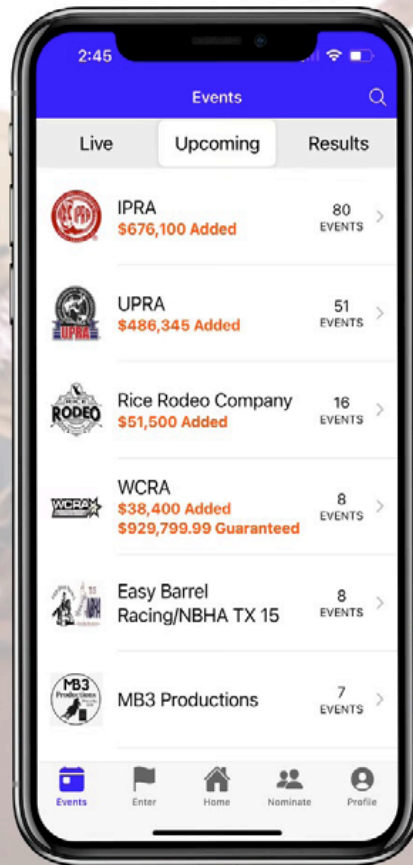 2:45
Events
Live Upcoming Results
IPRA
$676,100 Added
80
EVENTS
UPRA
UPRA
$486,345 Added
51
EVENTS
RICE
RODEO
Rice Rodeo Company
$51,500 Added
16
EVENTS
WCRA
WCRA
$38,400 Added
$929,799.99 Guaranteed
8
EVENTS
Easy Barrel
Racing/NBHA TX 15
8
EVENTS
MB3
Productions
MB3 Productions
7
EVENTS
Events Enter Home Nominate Profile